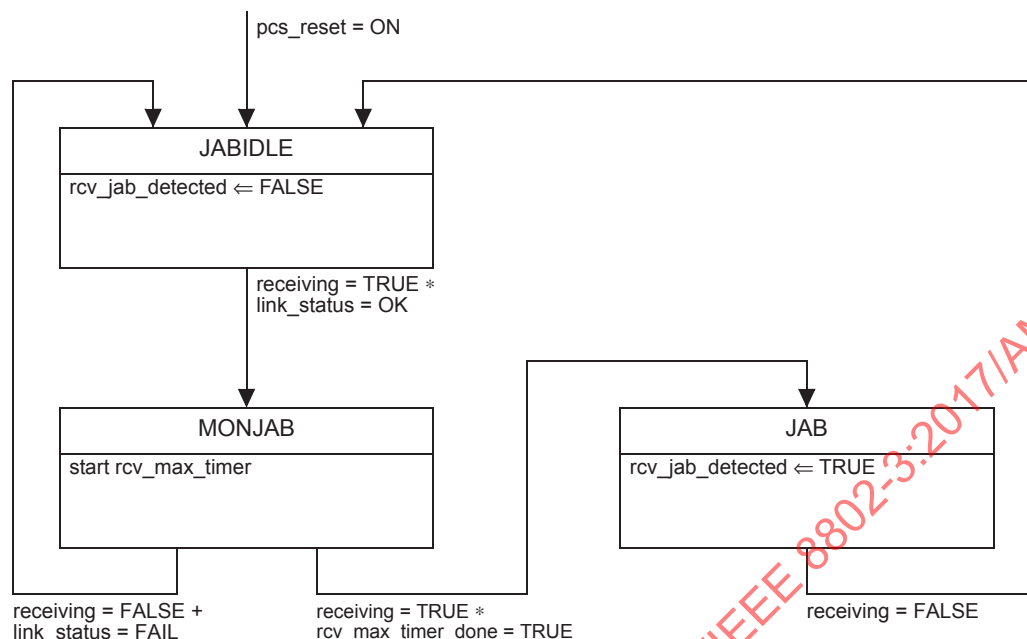 pcs_reset = ON
JABIDLE
rcv_jab_detected ⇐ FALSE
receiving = TRUE *
link_status = OK
MONJAB
start rcv_max_timer
JAB
rcv_jab_detected ⇐ TRUE
receiving = FALSE +
link_status = FAIL
receiving = TRUE *
rcv_max_timer_done = TRUE
receiving = FALSE
IEEE 8802-3:2017/AM